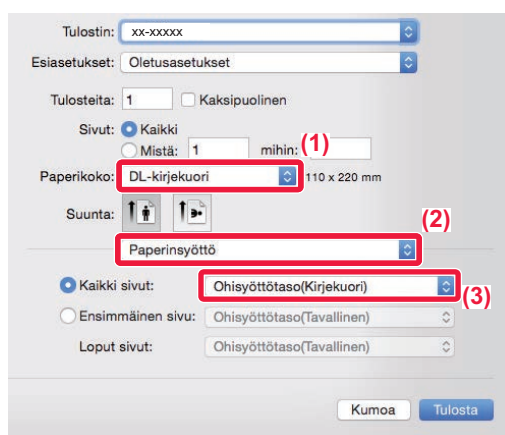 Tulostin: xx-xxxxx
Esiasetukset: Oletusasetukset
Tulosteita: 1 Kaksipuolinen
Sivut: Kaikki
Mistä: 1 mihin: (1)
Paperikoko: DL-kirjekuori 110 x 220 mm
Suunta:
(2)
Paperinsyöttö
Kaikki sivut: Ohisyöttötaso(Kirjekuori)
(3)
Ensimmäinen sivu: Ohisyöttötaso(Tavallinen)
Loput sivut: Ohisyöttötaso(Tavallinen)
Kumoa Tulosta